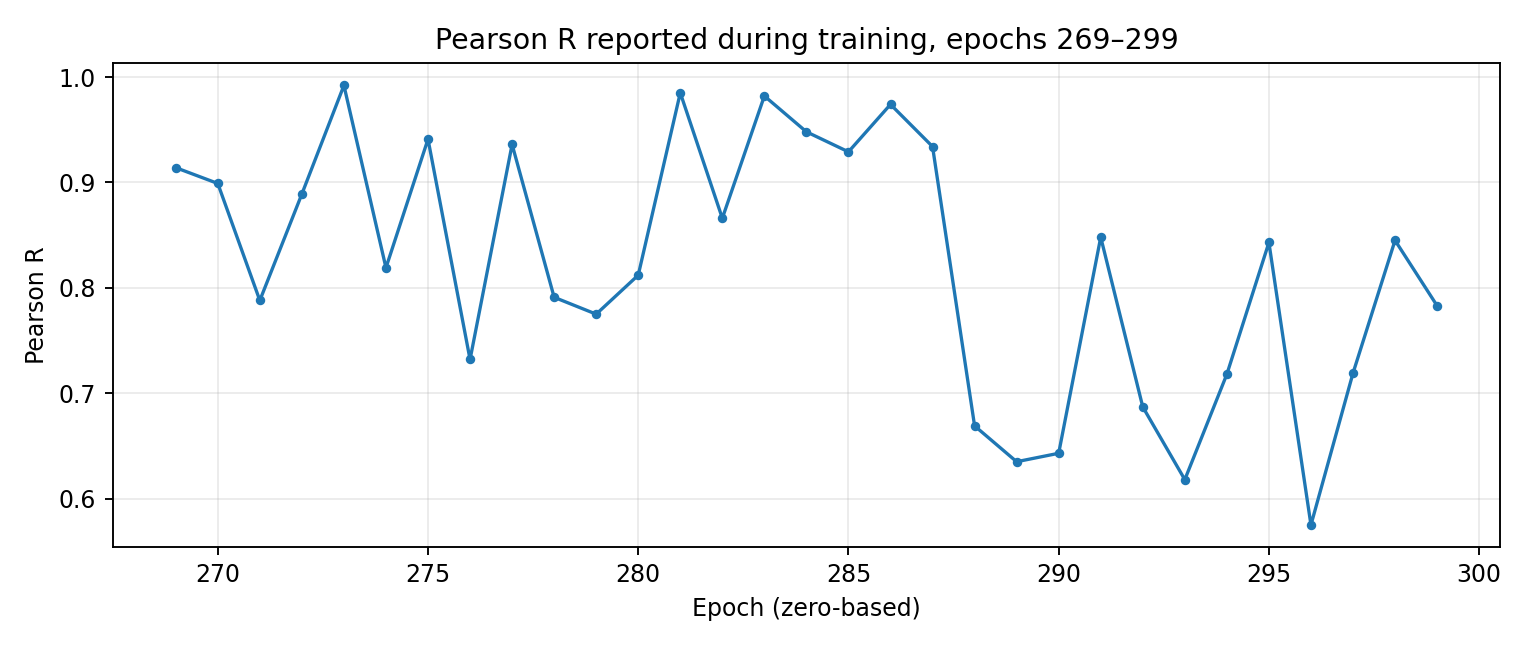 Pearson R reported during training, epochs 269–299
Pearson R
1.0
0.9
0.8
0.7
0.6
270 275 280 285 290 295 300
Epoch (zero-based)